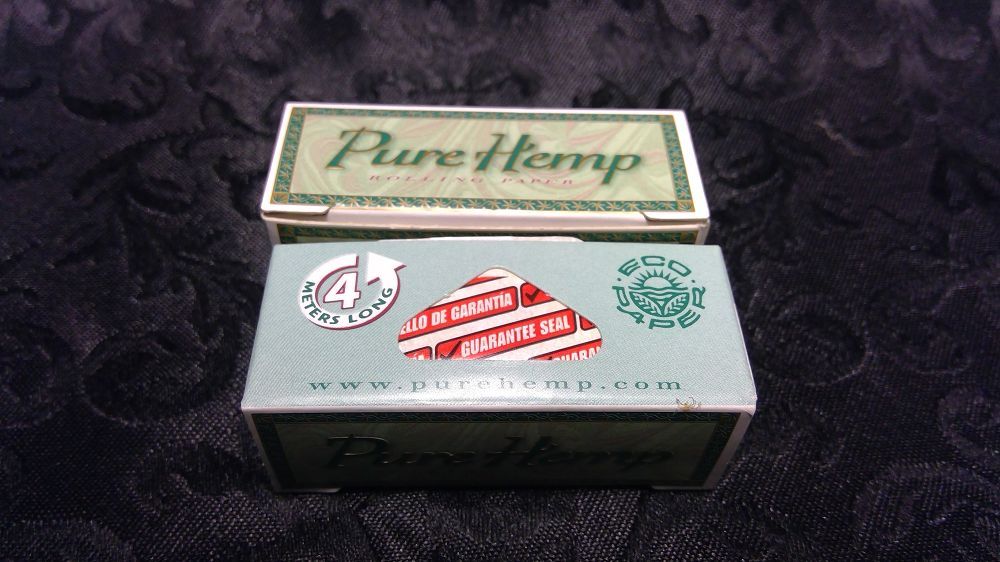 Pure Hemp
ROLLING PAPER
4
METERS LONG
ECO
PAPER
ELLO DE GARANTIA
GUARANTEE SEAL
www.purehemp.com
Pure Hemp